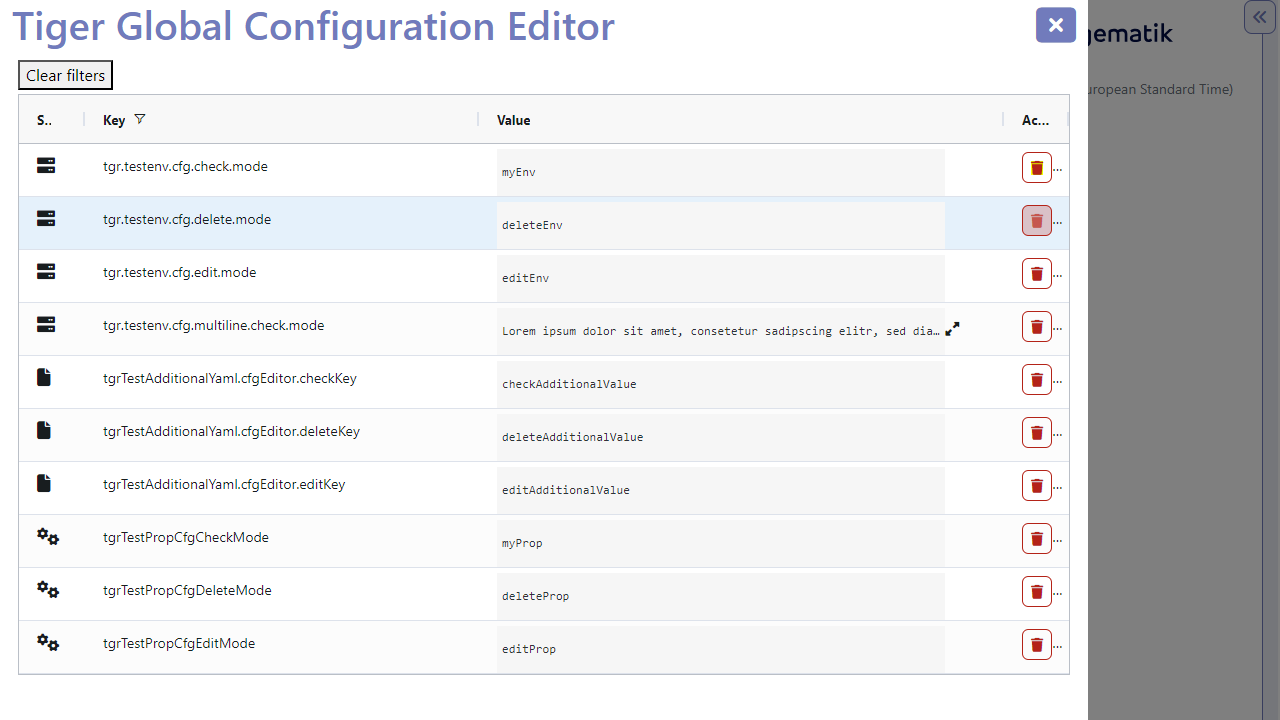 Tiger Global Configuration Editor
gematik
Clear filters
uropean Standard Time)
S.. Key Value Ac...
tgr.testenv.cfg.check.mode myEnv ...
tgr.testenv.cfg.delete.mode deleteEnv ...
tgr.testenv.cfg.edit.mode editEnv ...
tgr.testenv.cfg.multiline.check.mode Lorem ipsum dolor sit amet, consetetur sadipscing elitr, sed dia… ...
tgrTestAdditionalYaml.cfgEditor.checkKey checkAdditionalValue ...
tgrTestAdditionalYaml.cfgEditor.deleteKey deleteAdditionalValue ...
tgrTestAdditionalYaml.cfgEditor.editKey editAdditionalValue ...
tgrTestPropCfgCheckMode myProp ...
tgrTestPropCfgDeleteMode deleteProp ...
tgrTestPropCfgEditMode editProp ...